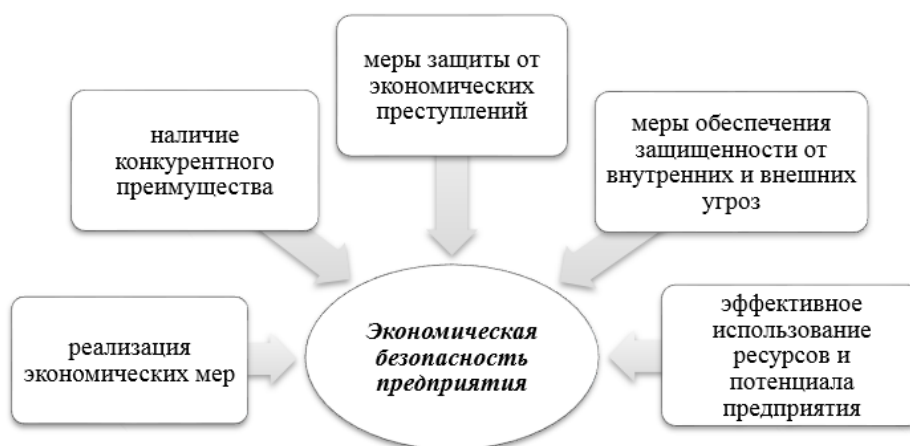 меры защиты от
экономических
преступлений
наличие
конкурентного
преимущества
меры обеспечения
защищенности от
внутренних и внешних
угроз
реализация
экономических мер
Экономическая
безопасность
предприятия
эффективное
использование
ресурсов и
потенциала
предприятия